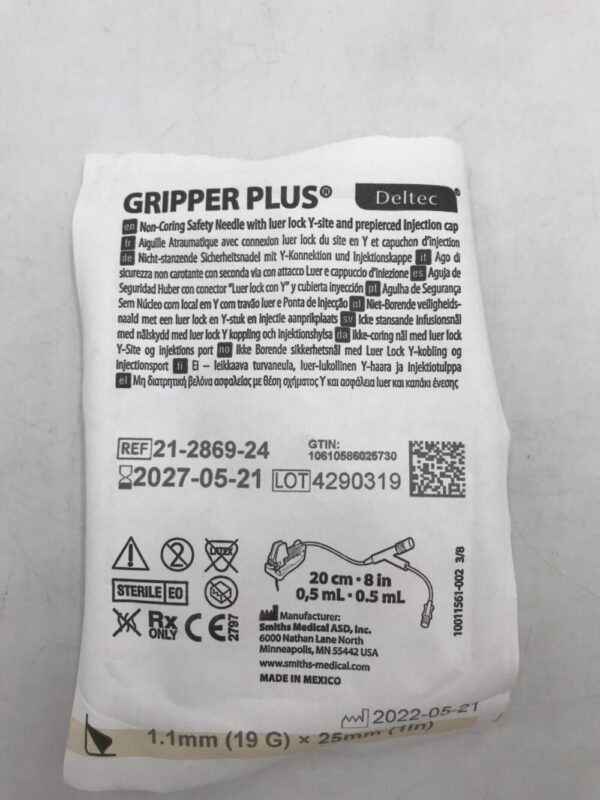 GRIPPER PLUS® Deltec®
en Non-Coring Safety Needle with luer lock Y-site and prepierced injection cap
fr Aiguille Atraumatique avec connexion luer lock du site en Y et capuchon d'injection
de Nicht-stanzende Sicherheitsnadel mit Y-Konnektion und Injektionskappe it Ago di
sicurezza non carotante con seconda via con attacco Luer e cappuccio d'iniezione es Aguja de
Seguridad Huber con conector "Luer lock con Y" y cubierta inyección pt Agulha de Segurança
Sem Núcleo com local em Y com travão luer e Ponta de Injecção nl Niet-Borende veiligheids-
naald met een luer lock en Y-stuk en injectie aanprikplaats sv Icke stansande infusionsnål
med nålskydd med luer lock Y koppling och injektionshylsa da Ikke-coring nål med luer lock
Y-Site og injektions port no Ikke Borende sikkerhetsnål med Luer Lock Y-kobling og
injectionsport fi Ei – leikkaava turvaneula, luer-lukollinen Y-haara ja injektiotulppa
el Μη διατρητική βελόνα ασφαλείας με θέση σχήματος Y και ασφάλεια luer και καπάκι ένεσης
REF 21-2869-24
GTIN:
10610586025730
2027-05-21 LOT 4290319
2 LATEX
STERILE EO
Rx
ONLY
CE
2797
20 cm • 8 in
0,5 mL • 0.5 mL
10011561-002 3/8
Manufacturer:
Smiths Medical ASD, Inc.
6000 Nathan Lane North
Minneapolis, MN 55442 USA
www.smiths-medical.com
MADE IN MEXICO
2022-05-21
1.1mm (19 G) × 25mm (1in)